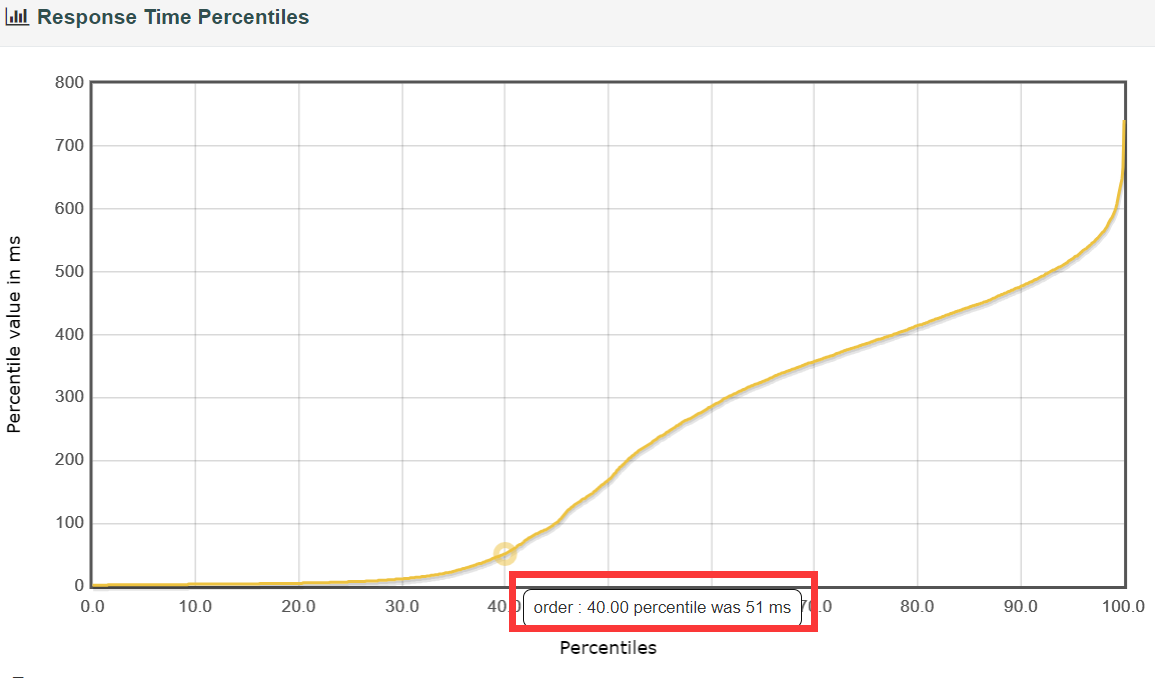 Response Time Percentiles
800
700
600
500
400
300
200
100
0
Percentile value in ms
0.0 10.0 20.0 30.0 40.0 70.0 80.0 90.0 100.0
order : 40.00 percentile was 51 ms
Percentiles